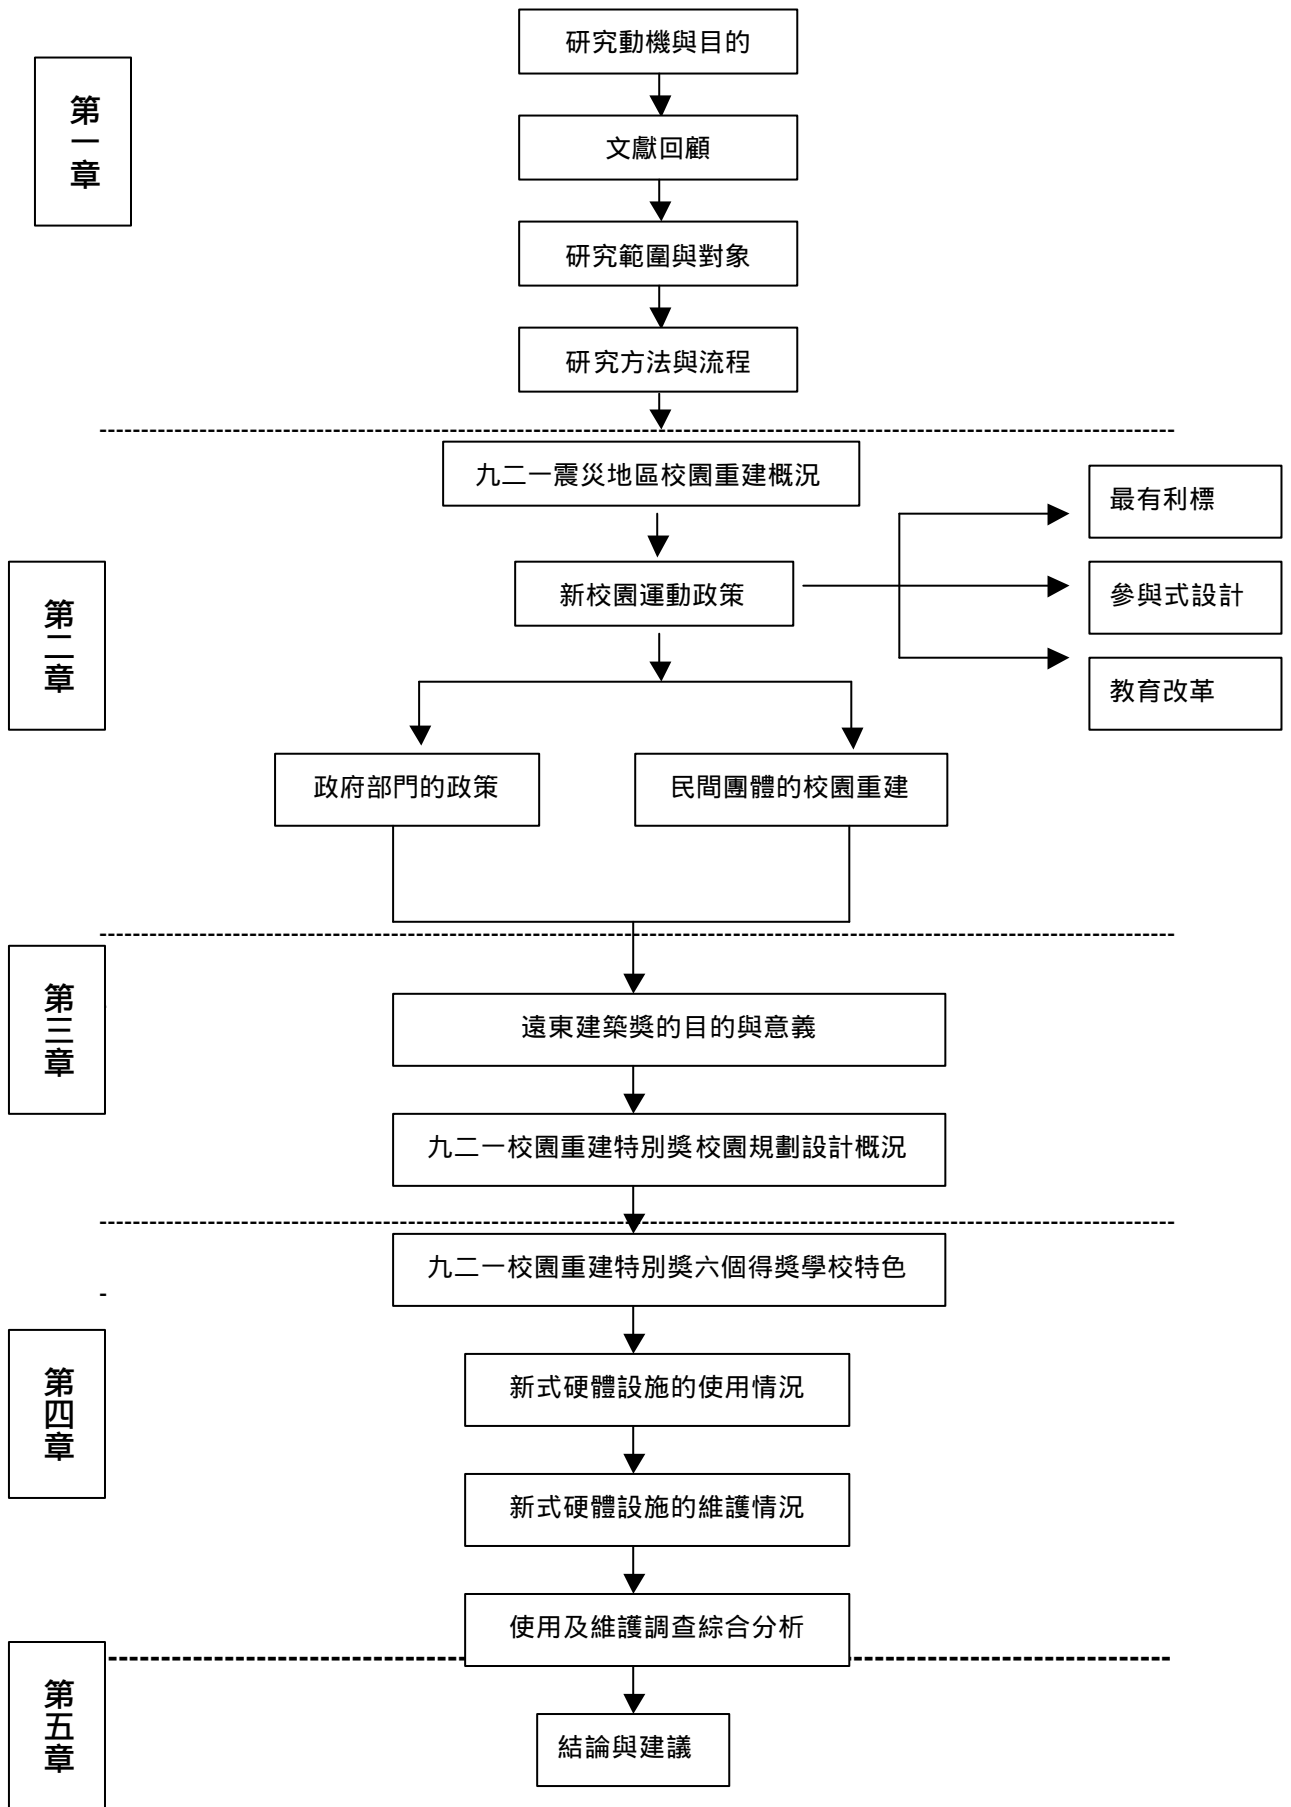 研究動機與目的
第一章
文獻回顧
研究範圍與對象
研究方法與流程
九二一震災地區校園重建概況
最有利標
第二章
新校園運動政策
參與式設計
教育改革
政府部門的政策
民間團體的校園重建
第三章
遠東建築獎的目的與意義
九二一校園重建特別獎校園規劃設計概況
九二一校園重建特別獎六個得獎學校特色
第四章
新式硬體設施的使用情況
新式硬體設施的維護情況
使用及維護調查綜合分析
第五章
結論與建議